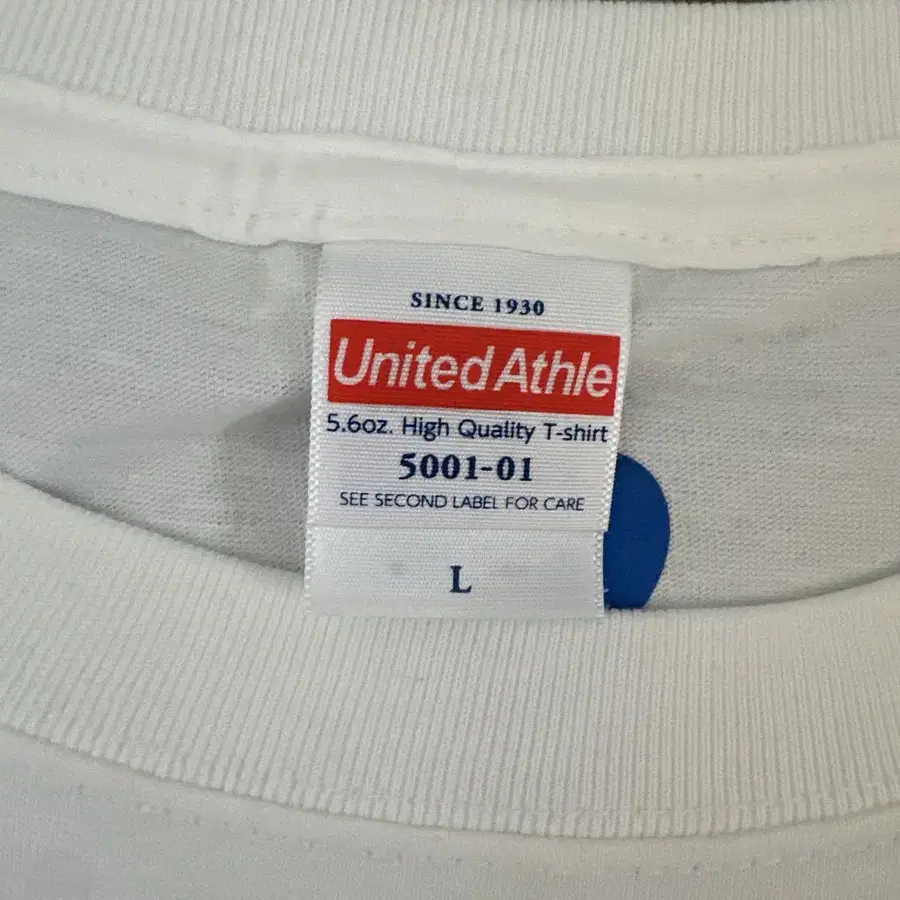 SINCE 1930
United Athle
5.6oz. High Quality T-shirt
5001-01
SEE SECOND LABEL FOR CARE
L